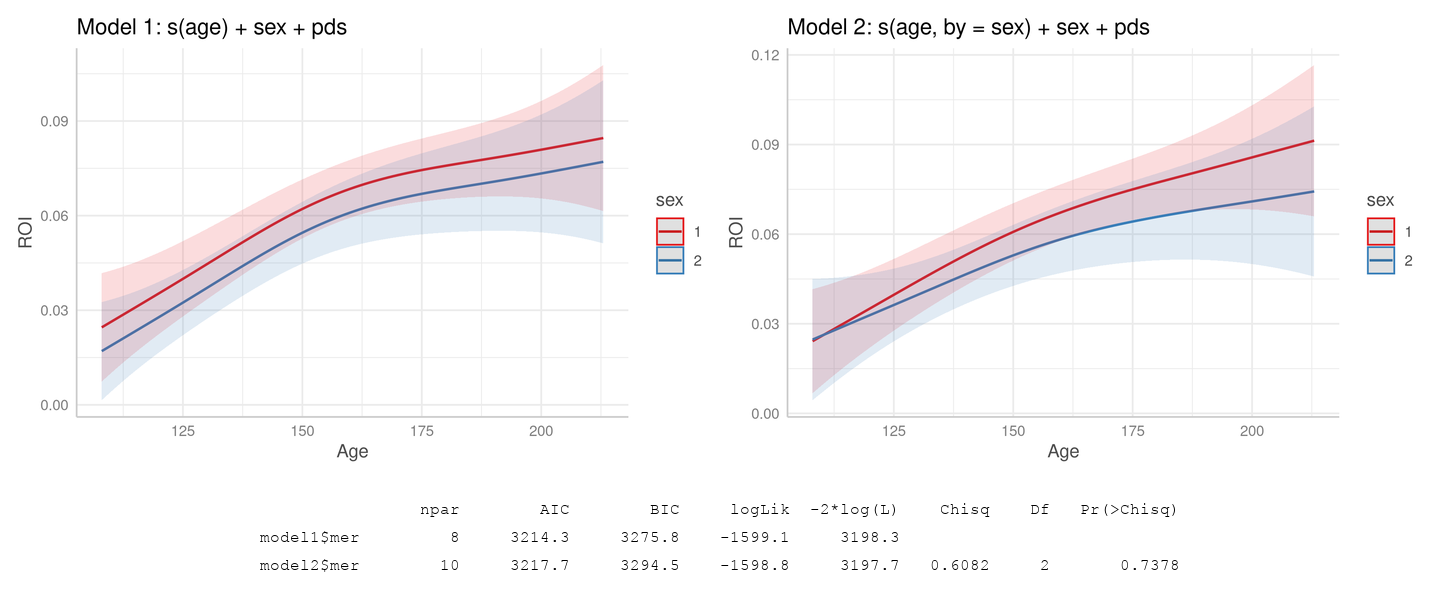 Model 1: s(age) + sex + pds
0.09
0.06
0.03
0.00
ROI
125 150 175 200
Age
sex
1
2
Model 2: s(age, by = sex) + sex + pds
0.12
0.09
0.06
0.03
0.00
ROI
125 150 175 200
Age
sex
1
2
npar AIC BIC logLik -2*log(L) Chisq Df Pr(>Chisq)
model1$mer 8 3214.3 3275.8 -1599.1 3198.3
model2$mer 10 3217.7 3294.5 -1598.8 3197.7 0.6082 2 0.7378